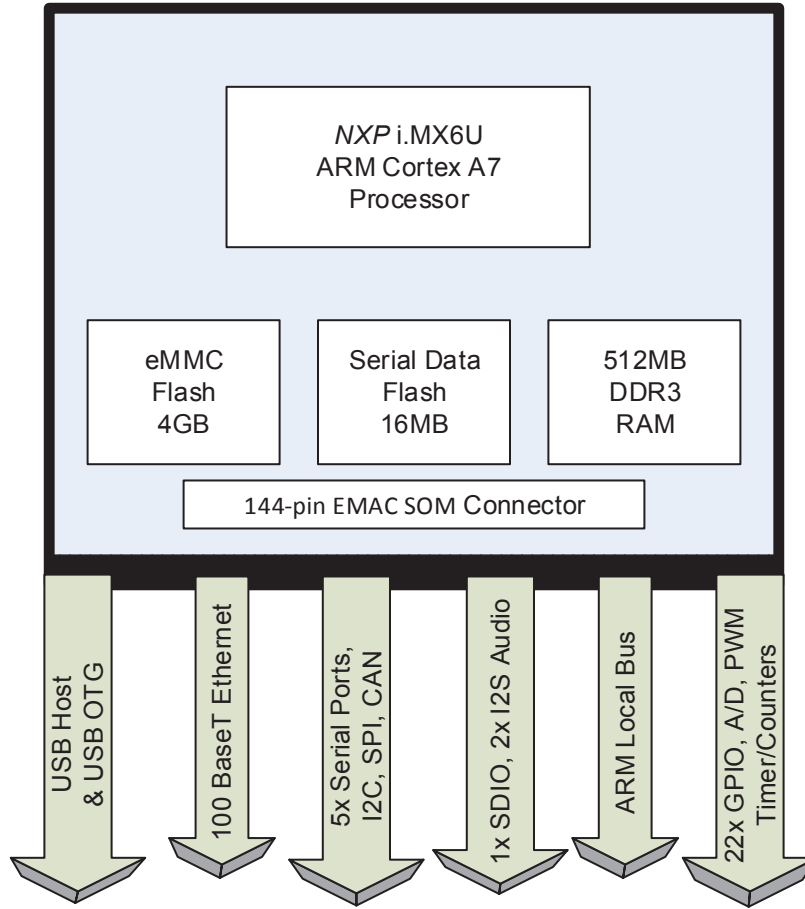 NXP i.MX6U
ARM Cortex A7
Processor
eMMC
Flash
4GB
Serial Data
Flash
16MB
512MB
DDR3
RAM
144-pin EMAC SOM Connector
USB Host
& USB OTG
100 BaseT Ethernet
5x Serial Ports,
I2C, SPI, CAN
1x SDIO, 2x I2S Audio
ARM Local Bus
22x GPIO, A/D, PWM
Timer/Counters